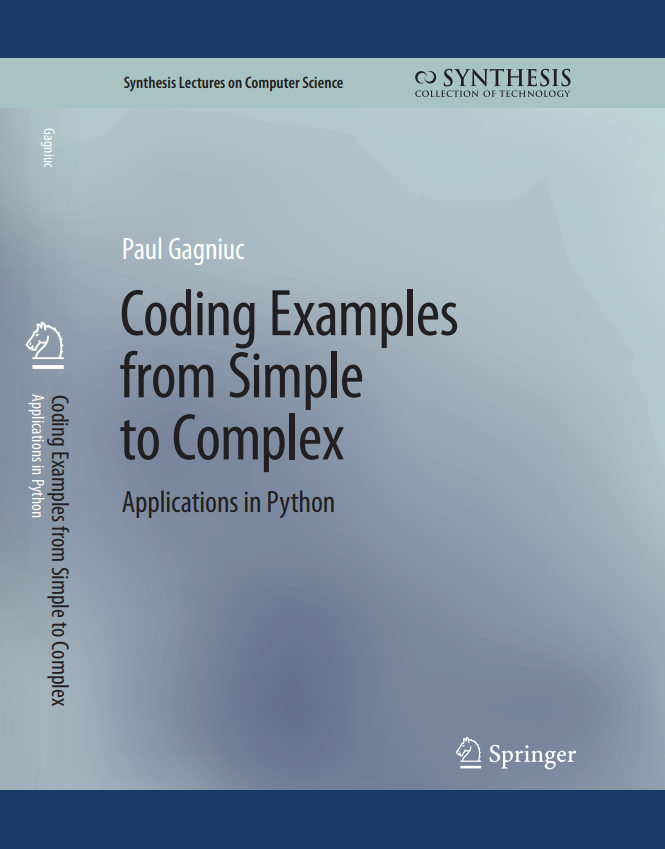 Synthesis Lectures on Computer Science
SYNTHESIS
COLLECTION OF TECHNOLOGY
Gagniuc
Paul Gagniuc
Coding Examples
from Simple
to Complex
Applications in Python
Coding Examples from Simple to Complex
Applications in Python
Springer